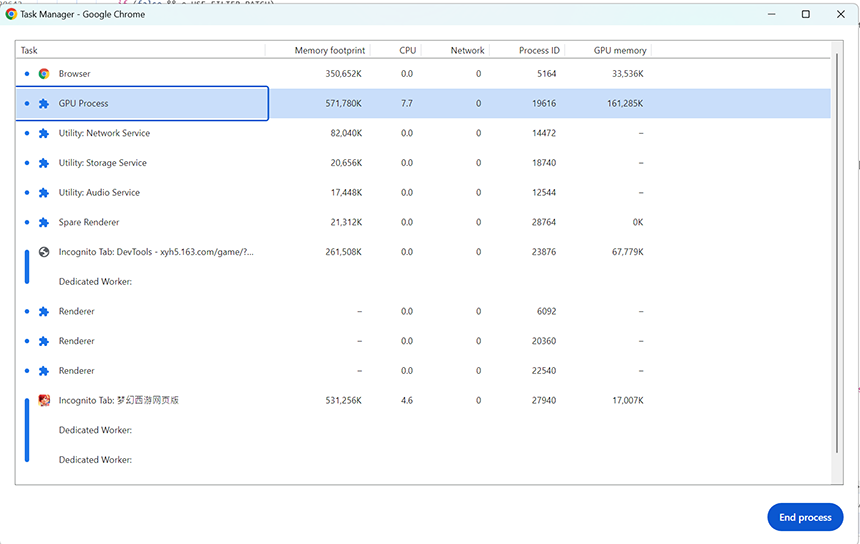 if (false && e.USE_FILTER_PATCH)
Task Manager - Google Chrome
Task Memory footprint CPU Network Process ID GPU memory
Browser 350,652K 0.0 0 5164 33,536K
GPU Process 571,780K 7.7 0 19616 161,285K
Utility: Network Service 82,040K 0.0 0 14472 –
Utility: Storage Service 20,656K 0.0 0 18740 –
Utility: Audio Service 17,448K 0.0 0 12544 –
Spare Renderer 21,312K 0.0 0 28764 0K
Incognito Tab: DevTools - xyh5.163.com/game/?... 261,508K 0.0 0 23876 67,779K
Dedicated Worker:
Renderer – 0.0 0 6092 –
Renderer – 0.0 0 20360 –
Renderer – 0.0 0 22540 –
Incognito Tab: 梦幻西游网页版 531,256K 4.6 0 27940 17,007K
Dedicated Worker:
Dedicated Worker:
End process